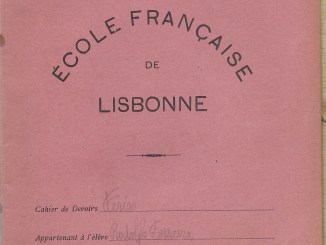 ÉCOLE FRANÇAISE
DE
LISBONNE
Cahier de Devoirs
Appartenant à l'élève